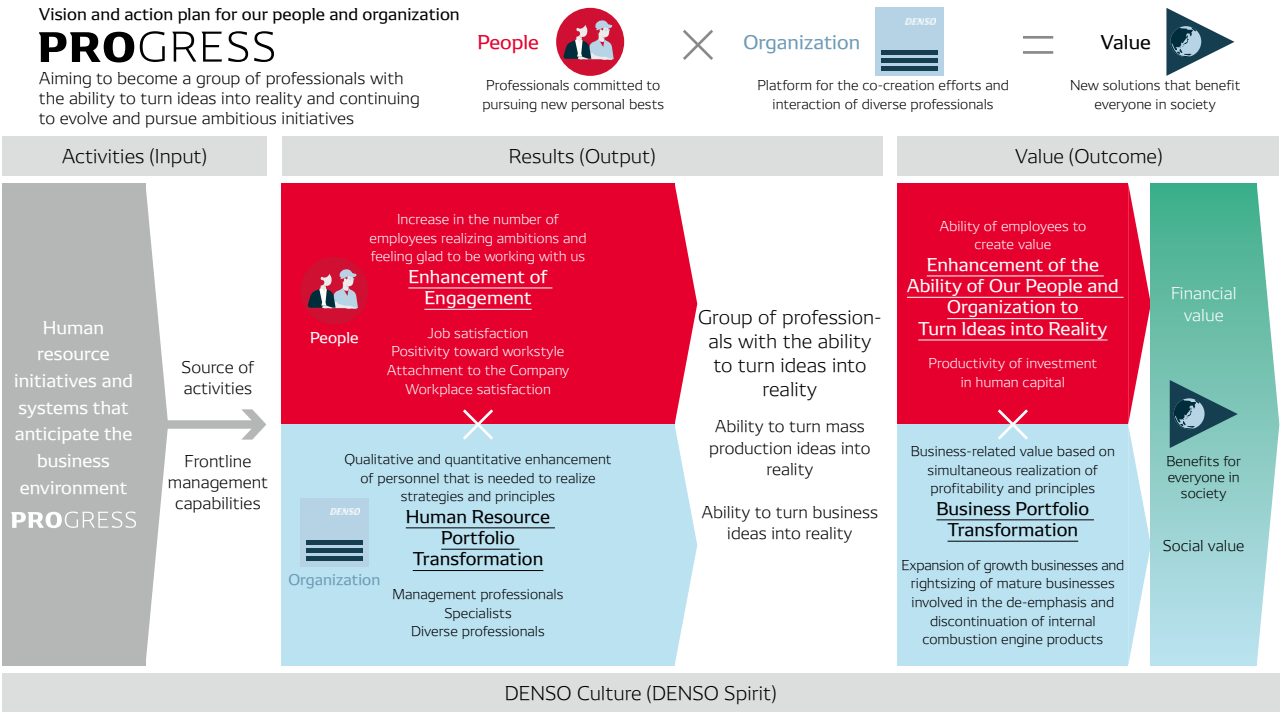 Vision and action plan for our people and organization
PROGRESS
Aiming to become a group of professionals with
the ability to turn ideas into reality and continuing
to evolve and pursue ambitious initiatives
People
Professionals committed to
pursuing new personal bests
Organization
DENSO
Platform for the co-creation efforts and
interaction of diverse professionals
Value
New solutions that benefit
everyone in society
Activities (Input)
Results (Output)
Value (Outcome)
Human
resource
initiatives and
systems that
anticipate the
business
environment
PROGRESS
Source of
activities
Frontline
management
capabilities
People
Increase in the number of
employees realizing ambitions and
feeling glad to be working with us
Enhancement of
Engagement
Job satisfaction
Positivity toward workstyle
Attachment to the Company
Workplace satisfaction
DENSO
Organization
Qualitative and quantitative enhancement
of personnel that is needed to realize
strategies and principles
Human Resource
Portfolio
Transformation
Management professionals
Specialists
Diverse professionals
Group of profession-
als with the ability
to turn ideas into
reality
Ability to turn mass
production ideas into
reality
Ability to turn business
ideas into reality
Ability of employees to
create value
Enhancement of the
Ability of Our People and
Organization to
Turn Ideas into Reality
Productivity of investment
in human capital
Business-related value based on
simultaneous realization of
profitability and principles
Business Portfolio
Transformation
Expansion of growth businesses and
rightsizing of mature businesses
involved in the de-emphasis and
discontinuation of internal
combustion engine products
Financial
value
Benefits for
everyone in
society
Social value
DENSO Culture (DENSO Spirit)